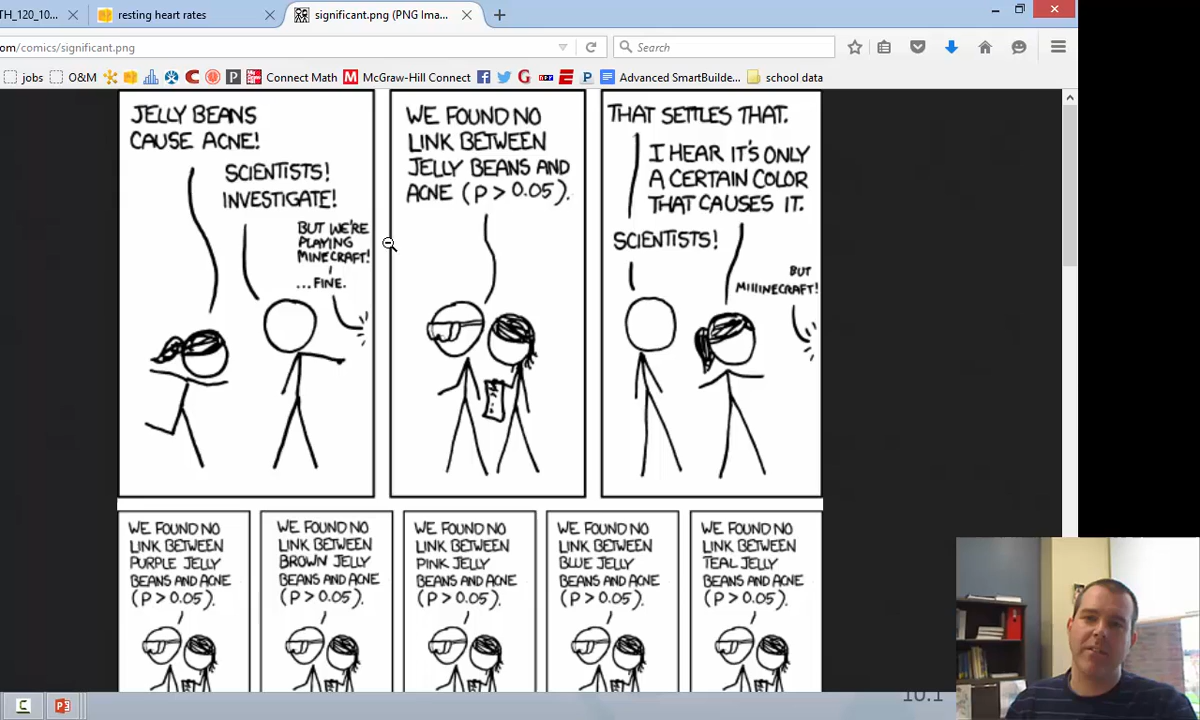 TH_120_10...
resting heart rates
significant.png (PNG Ima...
om/comics/significant.png
Search
jobs
O&M
Connect Math
McGraw-Hill Connect
Advanced SmartBuilde...
school data
JELLY BEANS
CAUSE ACNE!
SCIENTISTS!
INVESTIGATE!
BUT WE'RE
PLAYING
MINECRAFT!
...FINE.
WE FOUND NO
LINK BETWEEN
JELLY BEANS AND
ACNE (P > 0.05).
THAT SETTLES THAT.
I HEAR IT'S ONLY
A CERTAIN COLOR
THAT CAUSES IT.
SCIENTISTS!
BUT
MIIINECRAFT!
WE FOUND NO
LINK BETWEEN
PURPLE JELLY
BEANS AND ACNE
(P > 0.05).
WE FOUND NO
LINK BETWEEN
BROWN JELLY
BEANS AND ACNE
(P > 0.05).
WE FOUND NO
LINK BETWEEN
PINK JELLY
BEANS AND ACNE
(P > 0.05).
WE FOUND NO
LINK BETWEEN
BLUE JELLY
BEANS AND ACNE
(P > 0.05).
WE FOUND NO
LINK BETWEEN
TEAL JELLY
BEANS AND ACNE
(P > 0.05).
10.1